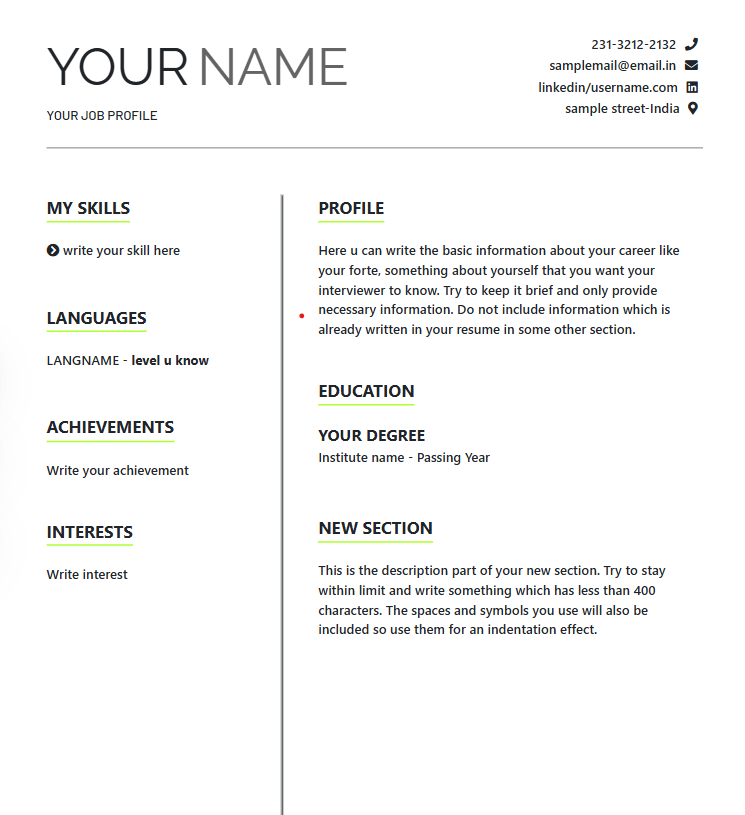 YOUR NAME
YOUR JOB PROFILE
231-3212-2132
samplemail@email.in
linkedin/username.com
sample street-India
MY SKILLS
write your skill here
LANGUAGES
LANGNAME - level u know
ACHIEVEMENTS
Write your achievement
INTERESTS
Write interest
PROFILE
Here u can write the basic information about your career like
your forte, something about yourself that you want your
interviewer to know. Try to keep it brief and only provide
necessary information. Do not include information which is
already written in your resume in some other section.
EDUCATION
YOUR DEGREE
Institute name - Passing Year
NEW SECTION
This is the description part of your new section. Try to stay
within limit and write something which has less than 400
characters. The spaces and symbols you use will also be
included so use them for an indentation effect.